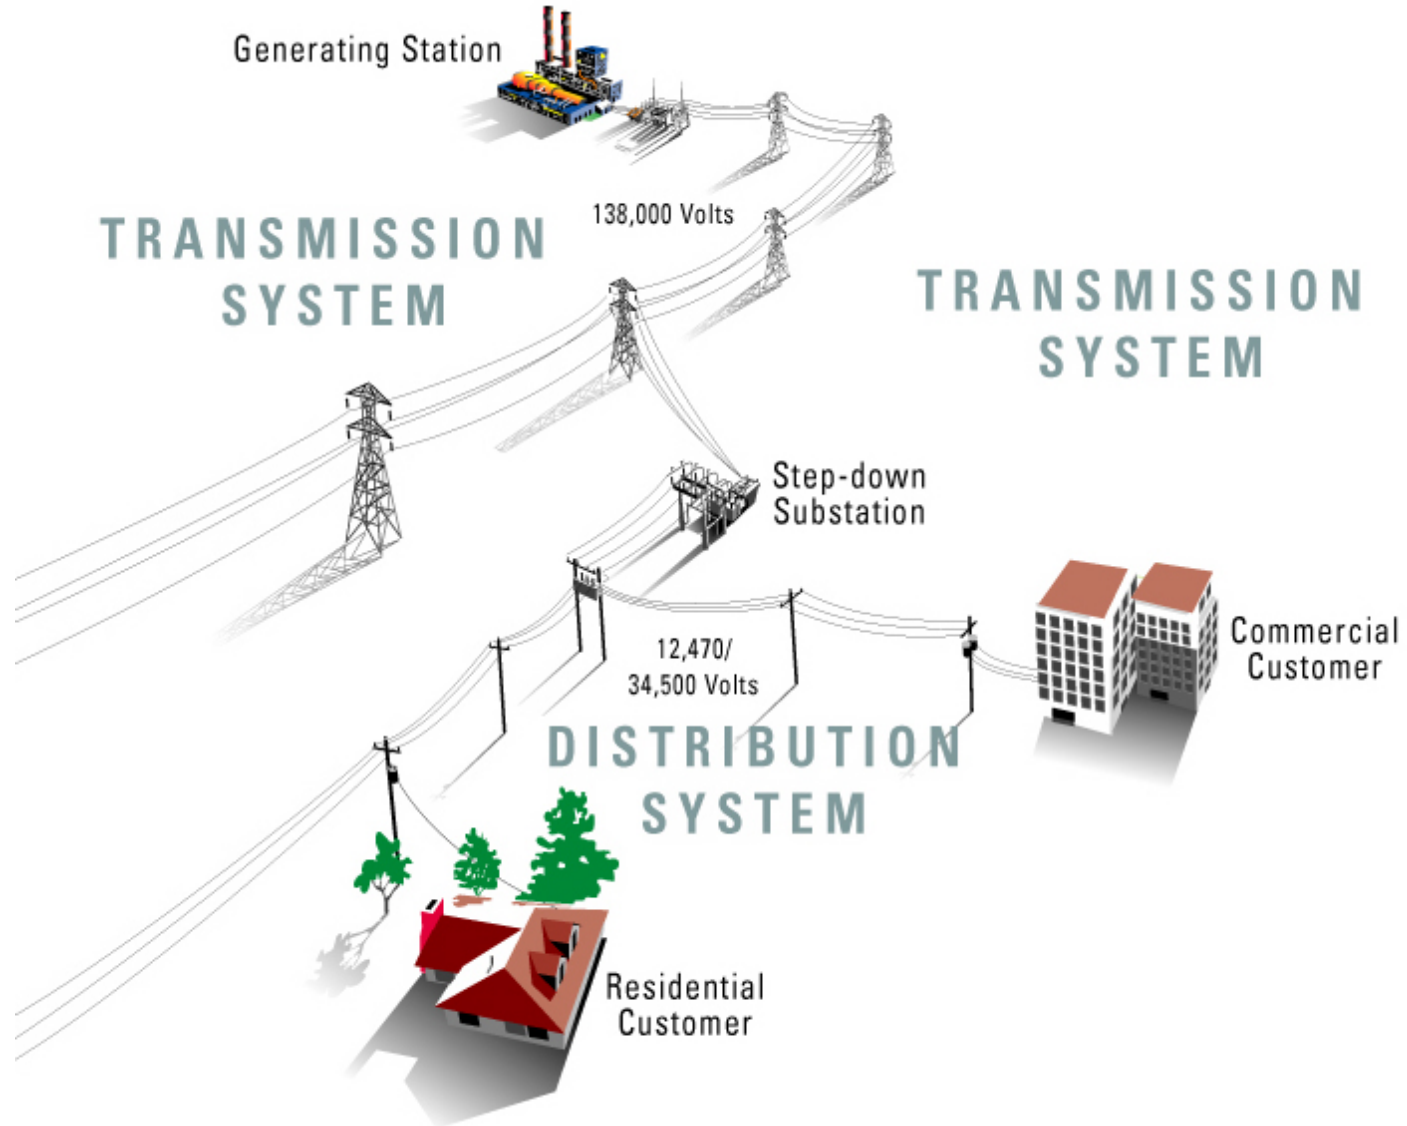 Generating Station
138,000 Volts
TRANSMISSION
SYSTEM
TRANSMISSION
SYSTEM
Step-down
Substation
Commercial
Customer
12,470/
34,500 Volts
DISTRIBUTION
SYSTEM
Residential
Customer